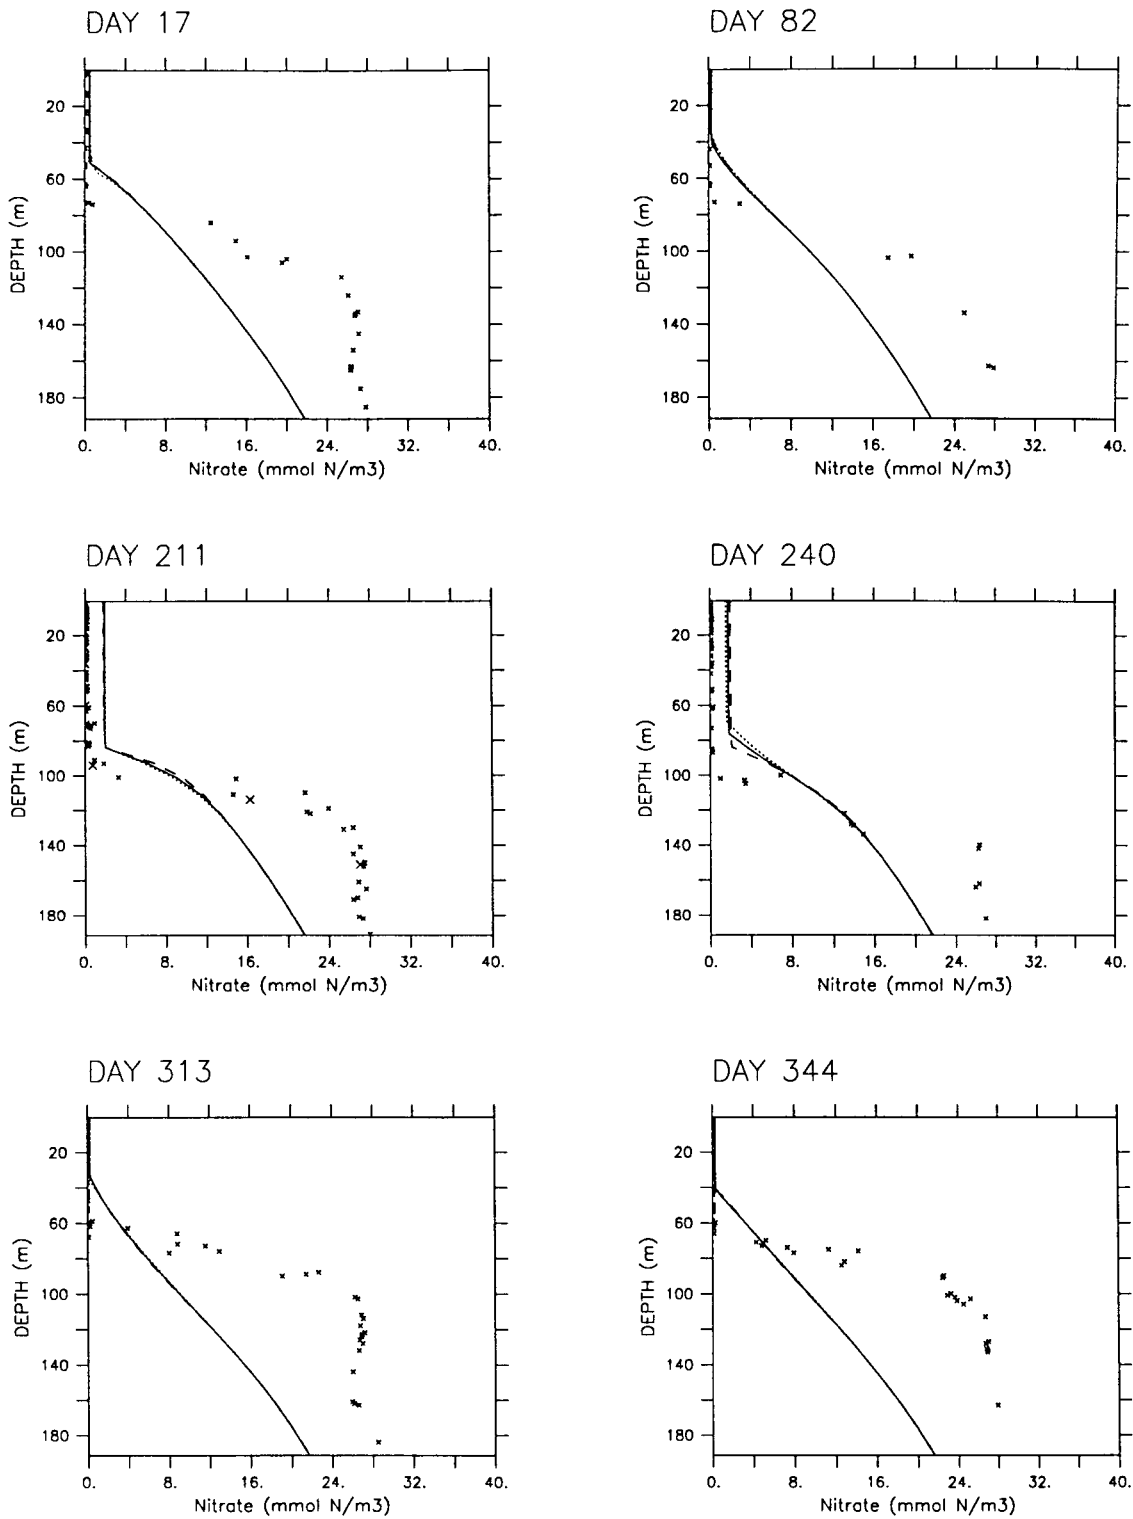 DAY 17
20
60
100
140
180
DEPTH (m)
0. 8. 16. 24. 32. 40.
Nitrate (mmol N/m3)
DAY 82
20
60
100
140
180
DEPTH (m)
0. 8. 16. 24. 32. 40.
Nitrate (mmol N/m3)
DAY 211
20
60
100
140
180
DEPTH (m)
0. 8. 16. 24. 32. 40.
Nitrate (mmol N/m3)
DAY 240
20
60
100
140
180
DEPTH (m)
0. 8. 16. 24. 32. 40.
Nitrate (mmol N/m3)
DAY 313
20
60
100
140
180
DEPTH (m)
0. 8. 16. 24. 32. 40.
Nitrate (mmol N/m3)
DAY 344
20
60
100
140
180
DEPTH (m)
0. 8. 16. 24. 32. 40.
Nitrate (mmol N/m3)